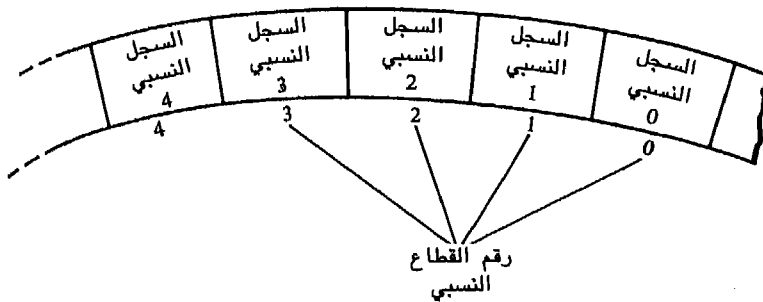 السجل
النسبي
0
0
السجل
النسبي
1
1
السجل
النسبي
2
2
السجل
النسبي
3
3
السجل
النسبي
4
4
رقم القطاع
النسبي